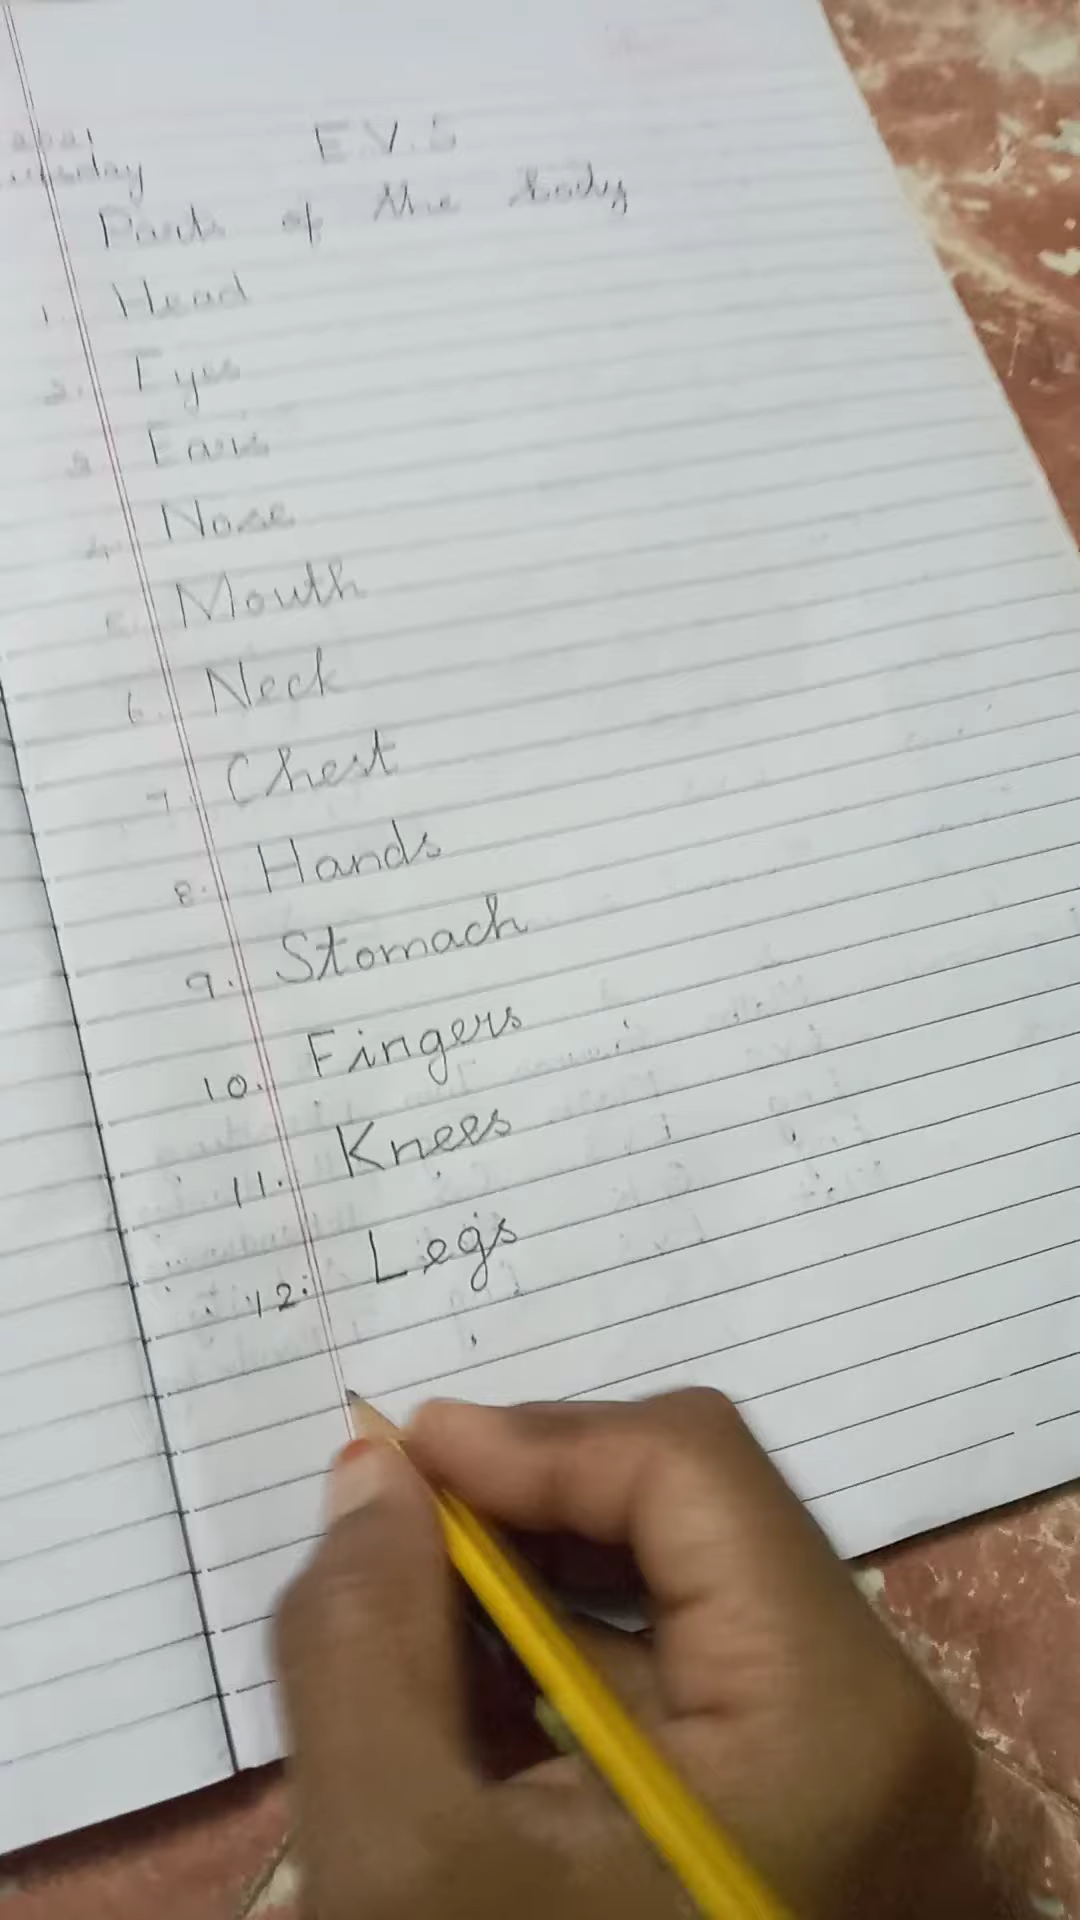 E.V.S
Parts of the body
1. Head
2. Eyes
3. Ears
4. Nose
5. Mouth
6. Neck
7. Chest
8. Hands
9. Stomach
10. Fingers
11. Knees
12. Legs